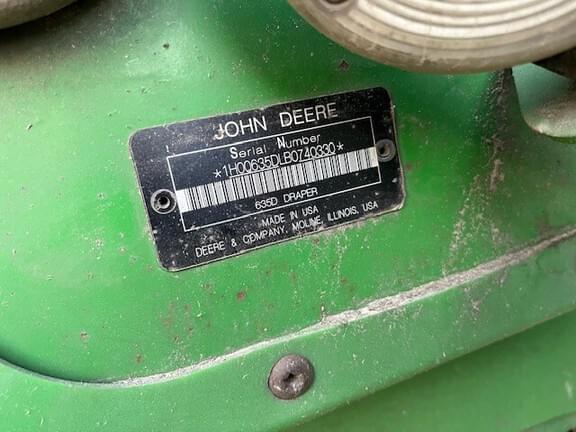 JOHN DEERE
Serial Number
*1H00635DLB0740330*
635D DRAPER
MADE IN USA
DEERE & COMPANY, MOLINE, ILLINOIS, USA